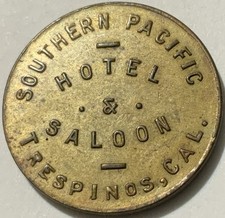 SOUTHERN PACIFIC
HOTEL
&
SALOON
TRESPINOS, CAL.